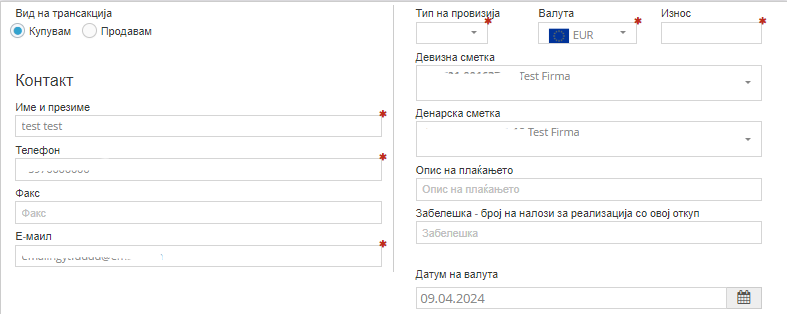 Вид на трансакција
Купувам Продавам
Контакт
Име и презиме
test test
Телефон
Факс
Факс
Е-маил
Тип на провизија Валута Износ
EUR
Девизна сметка
Test Firma
Денарска сметка
Test Firma
Опис на плаќањето
Опис на плаќањето
Забелешка - број на налози за реализација со овој откуп
Забелешка
Датум на валута
09.04.2024